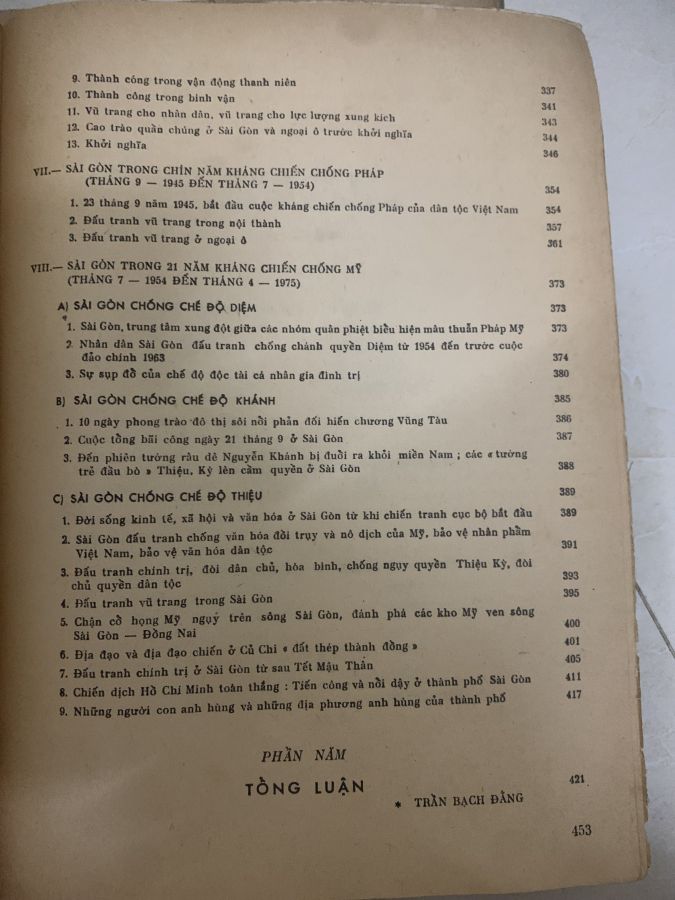 9. Thành công trong vận động thanh niên 337
10. Thành công trong binh vận 341
11. Vũ trang cho nhân dân, vũ trang cho lực lượng xung kích 343
12. Cao trào quần chúng ở Sài Gòn và ngoại ô trước khởi nghĩa 344
13. Khởi nghĩa 346
VII.— SÀI GÒN TRONG CHÍN NĂM KHÁNG CHIẾN CHỐNG PHÁP
(THÁNG 9 — 1945 ĐẾN THÁNG 7 — 1954) 354
1. 23 tháng 9 năm 1945, bắt đầu cuộc kháng chiến chống Pháp của dân tộc Việt Nam 354
2. Đấu tranh vũ trang trong nội thành 357
3. Đấu tranh vũ trang ở ngoại ô 361
VIII.— SÀI GÒN TRONG 21 NĂM KHÁNG CHIẾN CHỐNG MỸ
(THÁNG 7 — 1954 ĐẾN THÁNG 4 — 1975) 373
A) SÀI GÒN CHỐNG CHẾ ĐỘ DIỆM 373
1. Sài Gòn, trung tâm xung đột giữa các nhóm quân phiệt biểu hiện mâu thuẫn Pháp Mỹ 373
2. Nhân dân Sài Gòn đấu tranh chống chánh quyền Diệm từ 1954 đến trước cuộc
đảo chính 1963 374
3. Sự sụp đổ của chế độ độc tài cá nhân gia đình trị 380
B) SÀI GÒN CHỐNG CHẾ ĐỘ KHÁNH 385
1. 10 ngày phong trào đô thị sôi nổi phản đối hiến chương Vũng Tàu 386
2. Cuộc tổng bãi công ngày 21 tháng 9 ở Sài Gòn 387
3. Đến phiên tướng râu dê Nguyễn Khánh bị đuổi ra khỏi miền Nam ; các « tướng
trẻ đầu bò » Thiệu, Kỳ lên cầm quyền ở Sài Gòn 388
C) SÀI GÒN CHỐNG CHẾ ĐỘ THIỆU 389
1. Đời sống kinh tế, xã hội và văn hóa ở Sài Gòn từ khi chiến tranh cục bộ bắt đầu 389
2. Sài Gòn đấu tranh chống văn hóa đồi trụy và nô dịch của Mỹ, bảo vệ nhân phẩm
Việt Nam, bảo vệ văn hóa dân tộc 391
3. Đấu tranh chính trị, đòi dân chủ, hòa bình, chống ngụy quyền Thiệu Kỳ, đòi
chủ quyền dân tộc 393
4. Đấu tranh vũ trang trong Sài Gòn 395
5. Chận cổ họng Mỹ nguỵ trên sông Sài Gòn, đánh phá các kho Mỹ ven sông
Sài Gòn — Đồng Nai 400
6. Địa đạo và địa đạo chiến ở Củ Chi « đất thép thành đồng » 401
7. Đấu tranh chính trị ở Sài Gòn từ sau Tết Mậu Thân 405
8. Chiến dịch Hồ Chí Minh toàn thắng : Tiến công và nổi dậy ở thành phố Sài Gòn 411
9. Những người con anh hùng và những địa phương anh hùng của thành phố 417
PHẦN NĂM
TỔNG LUẬN 421
* TRẦN BẠCH ĐẰNG
453